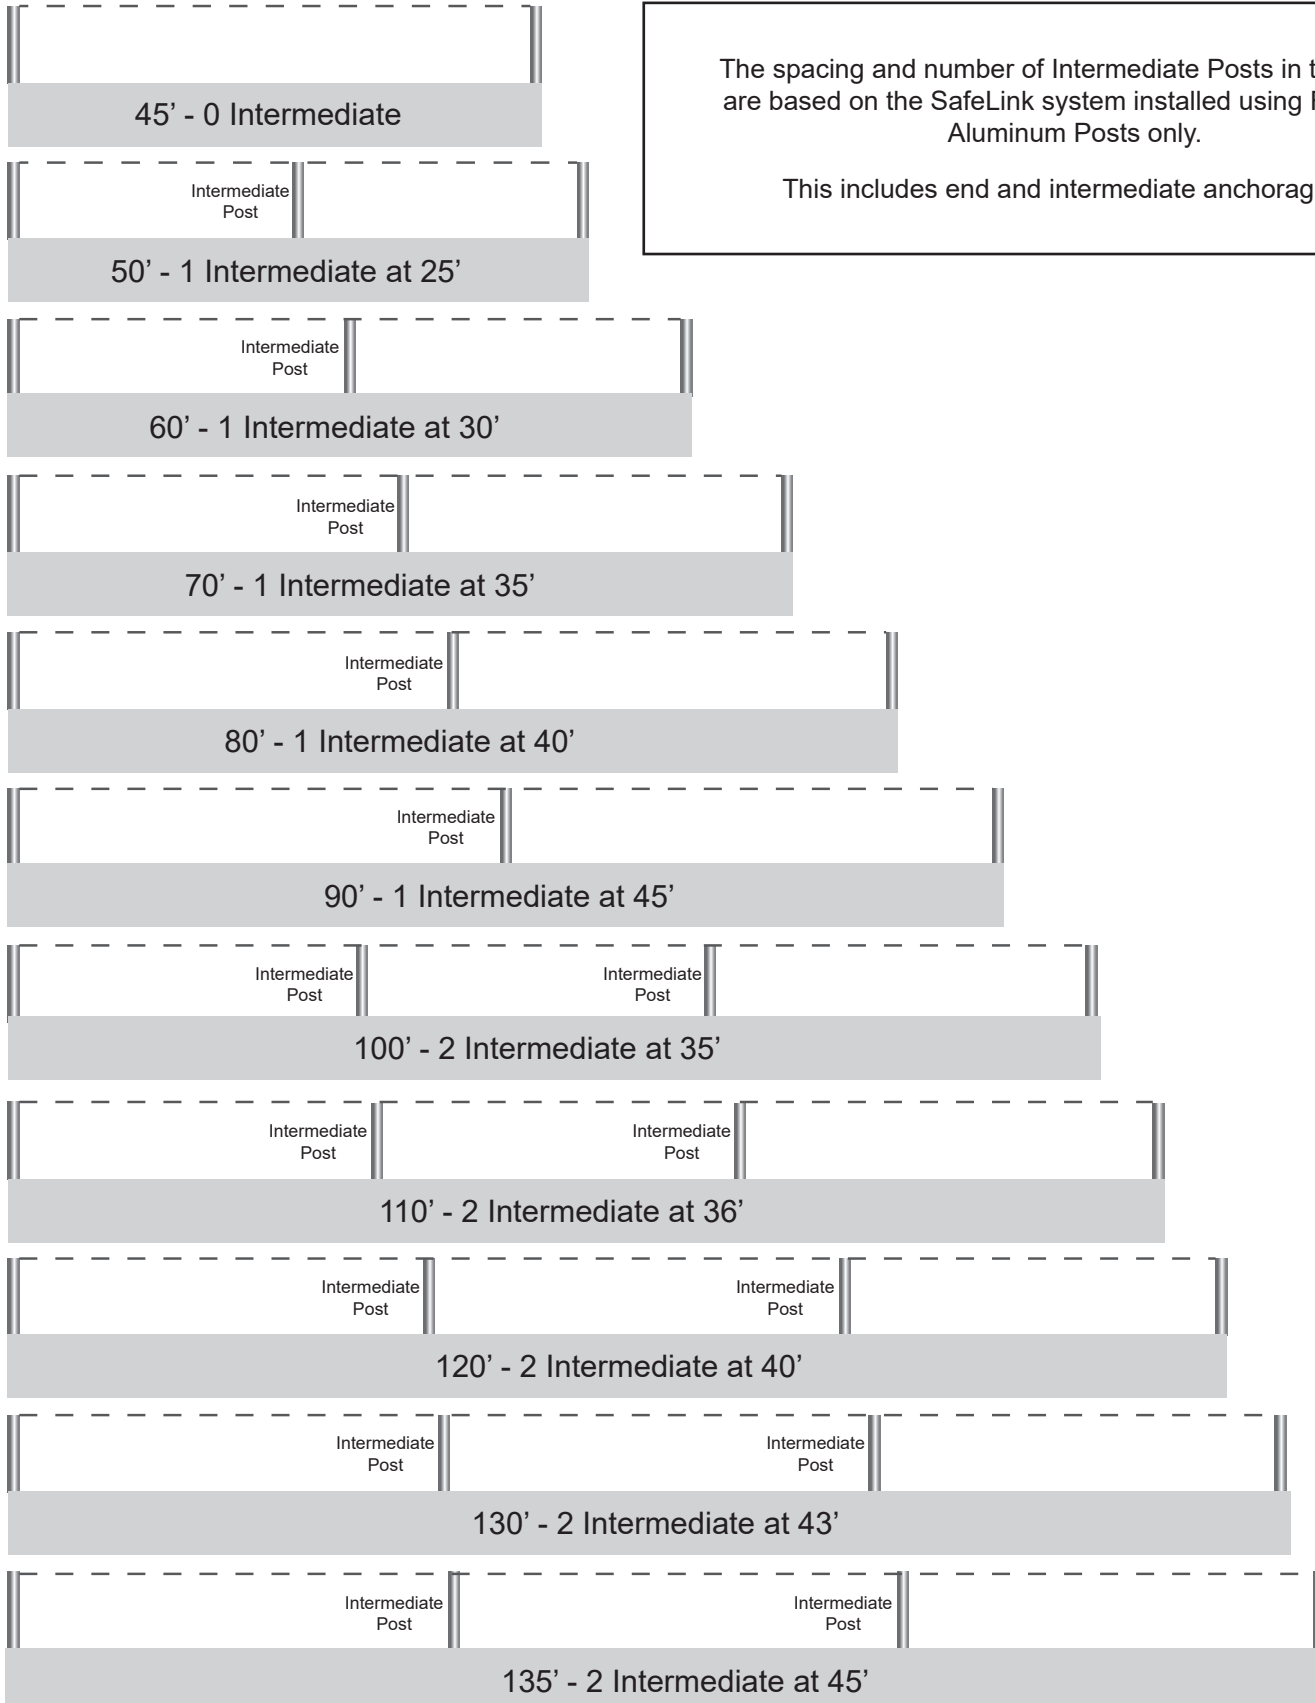 45’ - 0 Intermediate
The spacing and number of Intermediate Posts in
are based on the SafeLink system installed using
Aluminum Posts only.
This includes end and intermediate
Intermediate
Post
50’ - 1 Intermediate at 25’
Intermediate
Post
60’ - 1 Intermediate at 30’
Intermediate
Post
70’ - 1 Intermediate at 35’
Intermediate
Post
80’ - 1 Intermediate at 40’
Intermediate
Post
90’ - 1 Intermediate at 45’
Intermediate
Post
Intermediate
Post
100’ - 2 Intermediate at 35’
Intermediate
Post
Intermediate
Post
110’ - 2 Intermediate at 36’
Intermediate
Post
Intermediate
Post
120’ - 2 Intermediate at 40’
Intermediate
Post
Intermediate
Post
130’ - 2 Intermediate at 43’
Intermediate
Post
Intermediate
Post
135’ - 2 Intermediate at 45’